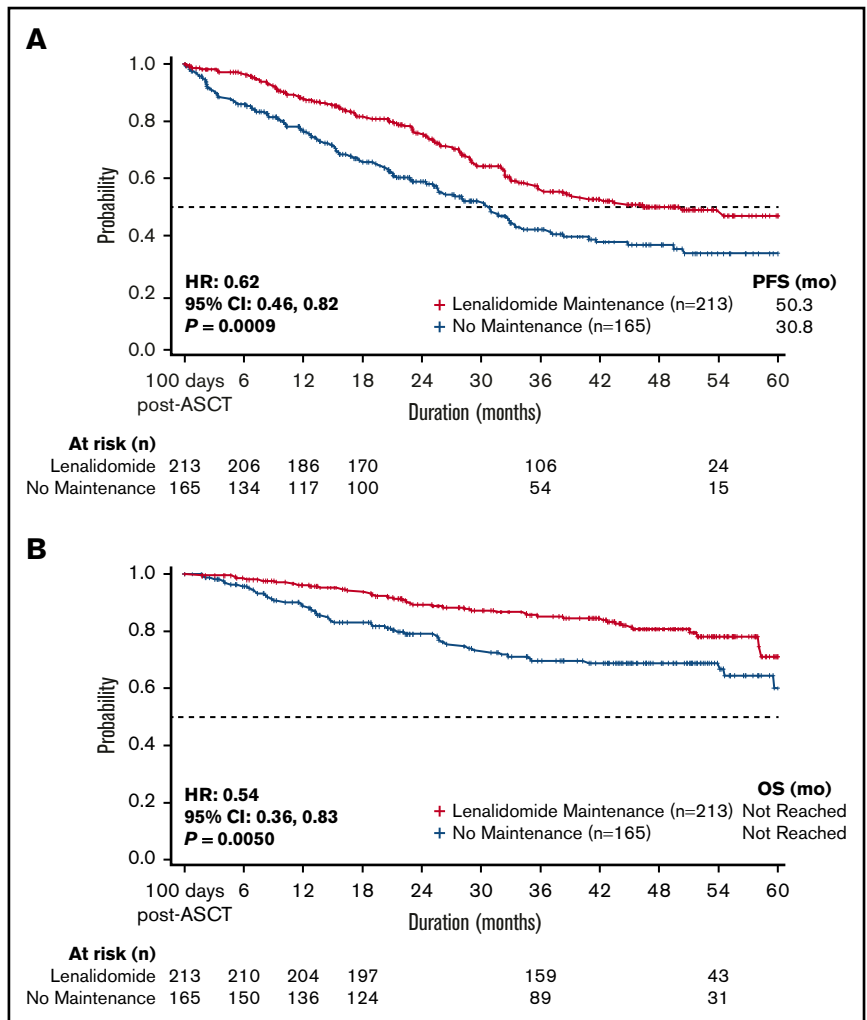 A
1.0
0.8
0.6
0.4
0.2
0.0
Probability
HR: 0.62
95% CI: 0.46, 0.82
P = 0.0009
PFS (mo)
Lenalidomide Maintenance (n=213) 50.3
No Maintenance (n=165) 30.8
100 days 6 12 18 24 30 36 42 48 54 60
post-ASCT
Duration (months)
At risk (n)
Lenalidomide 213 206 186 170 106 24
No Maintenance 165 134 117 100 54 15
B
1.0
0.8
0.6
0.4
0.2
0.0
Probability
HR: 0.54
95% CI: 0.36, 0.83
P = 0.0050
OS (mo)
Lenalidomide Maintenance (n=213) Not Reached
No Maintenance (n=165) Not Reached
100 days 6 12 18 24 30 36 42 48 54 60
post-ASCT
Duration (months)
At risk (n)
Lenalidomide 213 210 204 197 159 43
No Maintenance 165 150 136 124 89 31